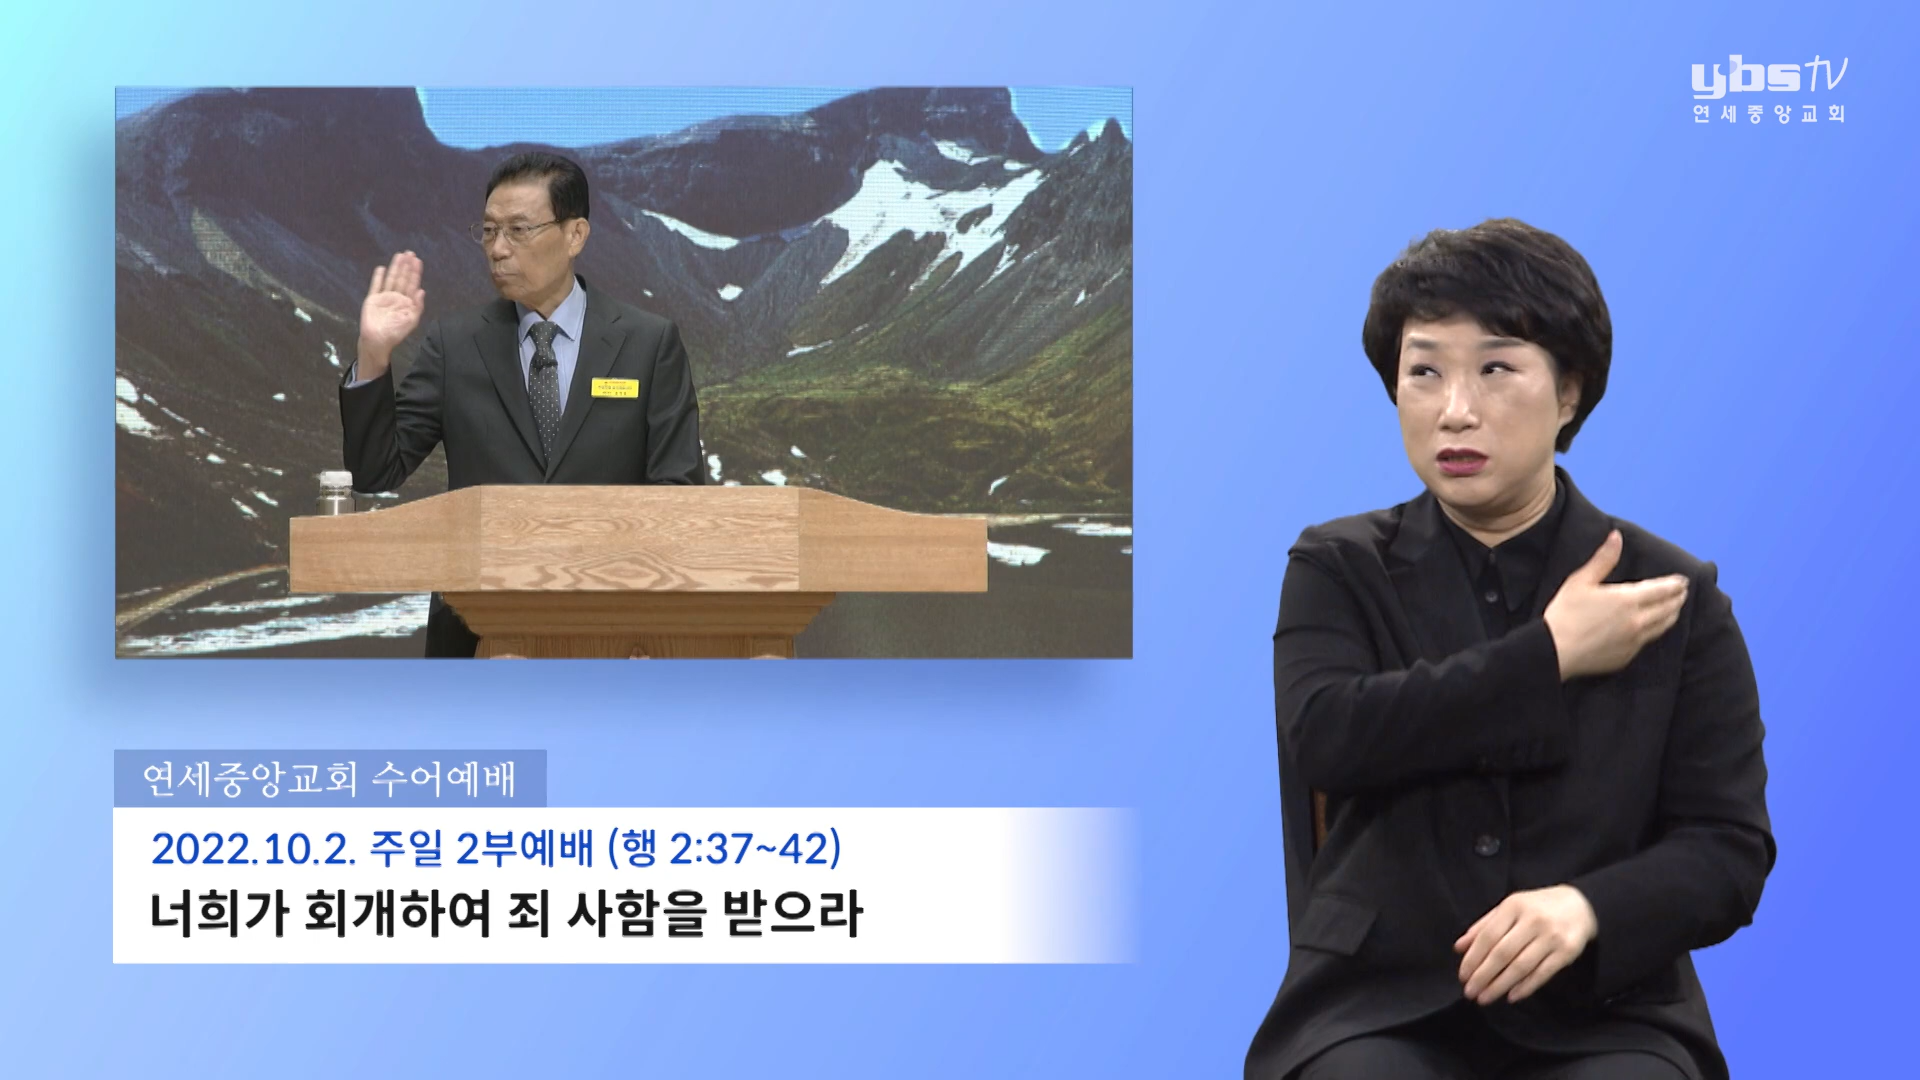 ybstv
연세중앙교회
연세중앙교회 수어예배
2022.10.2. 주일 2부예배 (행 2:37~42)
너희가 회개하여 죄 사함을 받으라